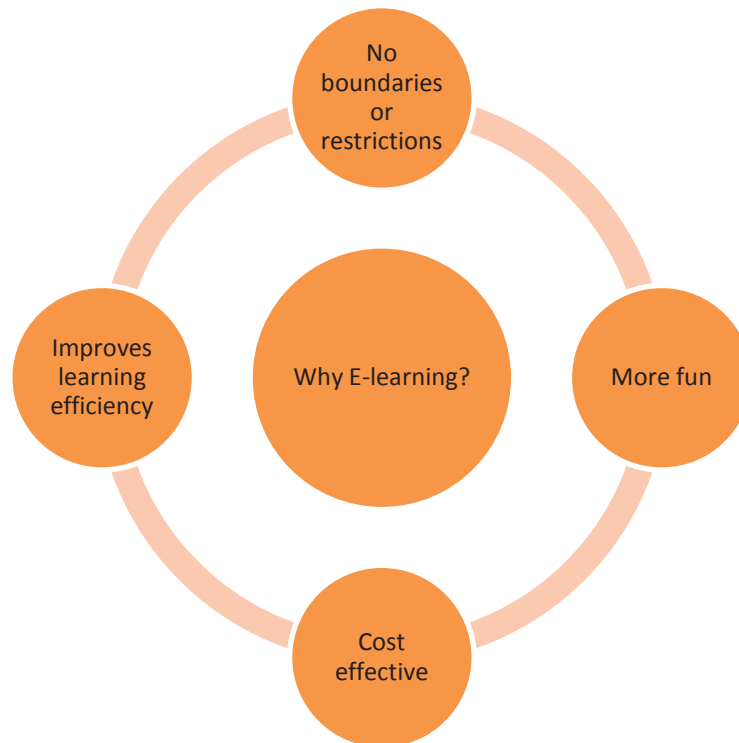 No
boundaries
or
restrictions
Improves
learning
efficiency
Why E-learning?
More fun
Cost
effective